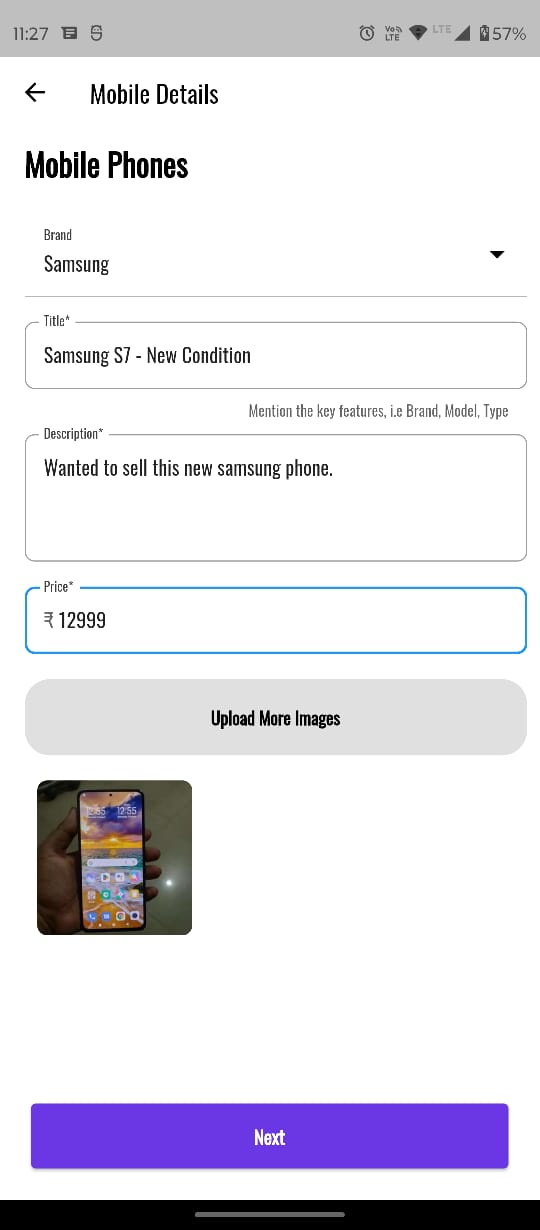 11:27
Vo LTE LTE 57%
Mobile Details
Mobile Phones
Brand
Samsung
Title*
Samsung S7 - New Condition
Mention the key features, i.e Brand, Model, Type
Description*
Wanted to sell this new samsung phone.
Price*
₹ 12999
Upload More Images
12:55 12:55
Next